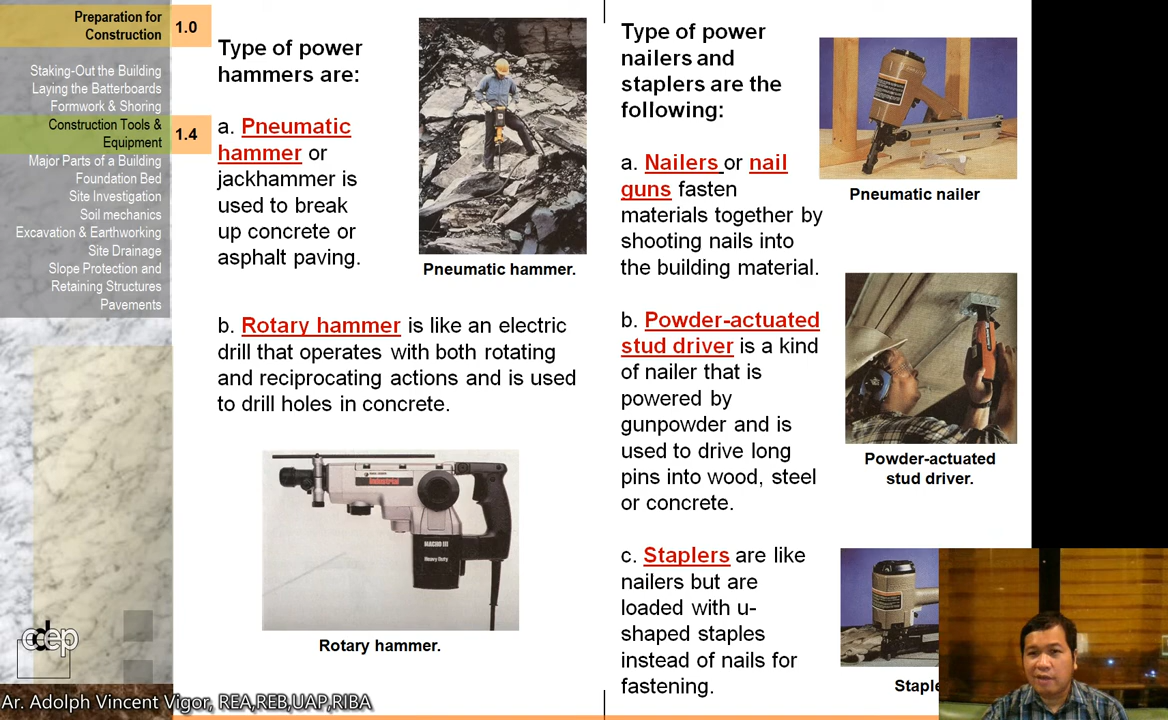 Preparation for
Construction
1.0
Staking-Out the Building
Laying the Batterboards
Formwork & Shoring
Construction Tools &
Equipment
1.4
Major Parts of a Building
Foundation Bed
Site Investigation
Soil mechanics
Excavation & Earthworking
Site Drainage
Slope Protection and
Retaining Structures
Pavements
Type of power
hammers are:
a. Pneumatic
hammer or
jackhammer is
used to break
up concrete or
asphalt paving.
Pneumatic hammer.
b. Rotary hammer is like an electric
drill that operates with both rotating
and reciprocating actions and is used
to drill holes in concrete.
Industrial
MACHO III
Heavy Duty
Rotary hammer.
Type of power
nailers and
staplers are the
following:
a. Nailers or nail
guns fasten
materials together by
shooting nails into
the building material.
Pneumatic nailer
b. Powder-actuated
stud driver is a kind
of nailer that is
powered by
gunpowder and is
used to drive long
pins into wood, steel
or concrete.
Powder-actuated
stud driver.
c. Staplers are like
nailers but are
loaded with u-
shaped staples
instead of nails for
fastening.
Staple
cdep
Ar. Adolph Vincent Vigor, REA,REB,UAP,RIBA